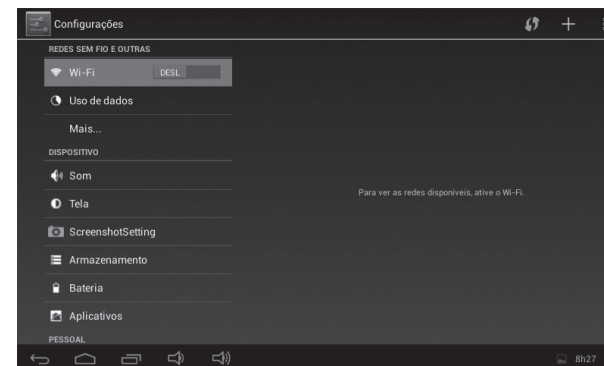 Configurações
REDES SEM FIO E OUTRAS
Wi-Fi DESL
Uso de dados
Mais...
DISPOSITIVO
Som
Para ver as redes disponíveis, ative o Wi-Fi.
Tela
ScreenshotSetting
Armazenamento
Bateria
Aplicativos
PESSOAL
8h27